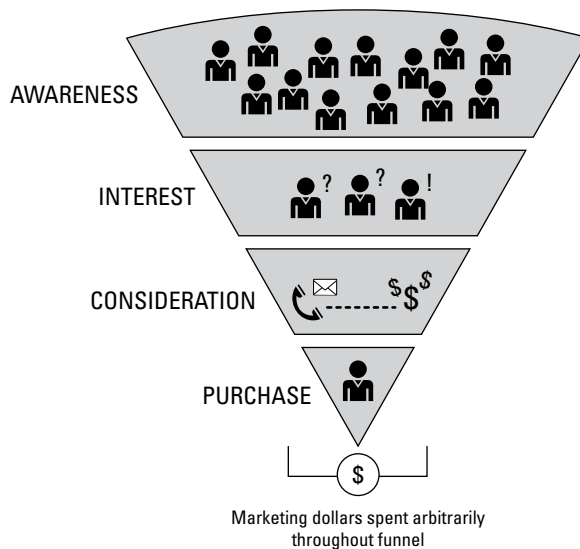 AWARENESS
INTEREST
? ? !
CONSIDERATION
$ $ $
PURCHASE
$
Marketing dollars spent arbitrarily
throughout funnel